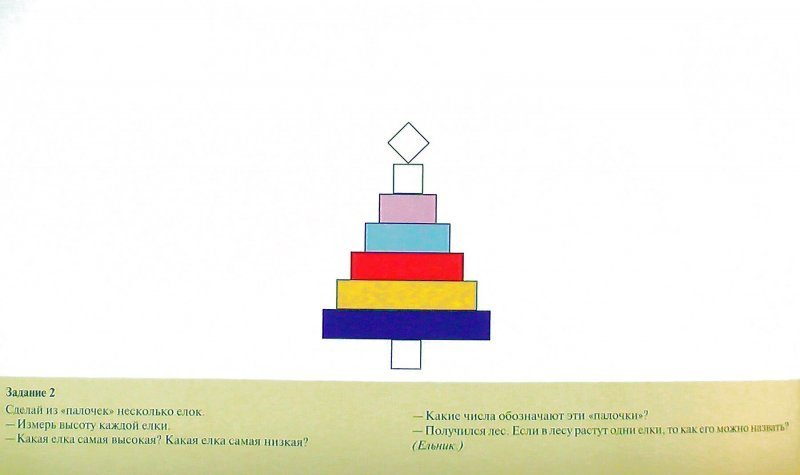 Задание 2
Сделай из «палочек» несколько елок.
— Измерь высоту каждой елки.
— Какая елка самая высокая? Какая елка самая низкая?
— Какие числа обозначают эти «палочки»?
— Получился лес. Если в лесу растут одни елки, то как его можно назвать?
(Ельник.)